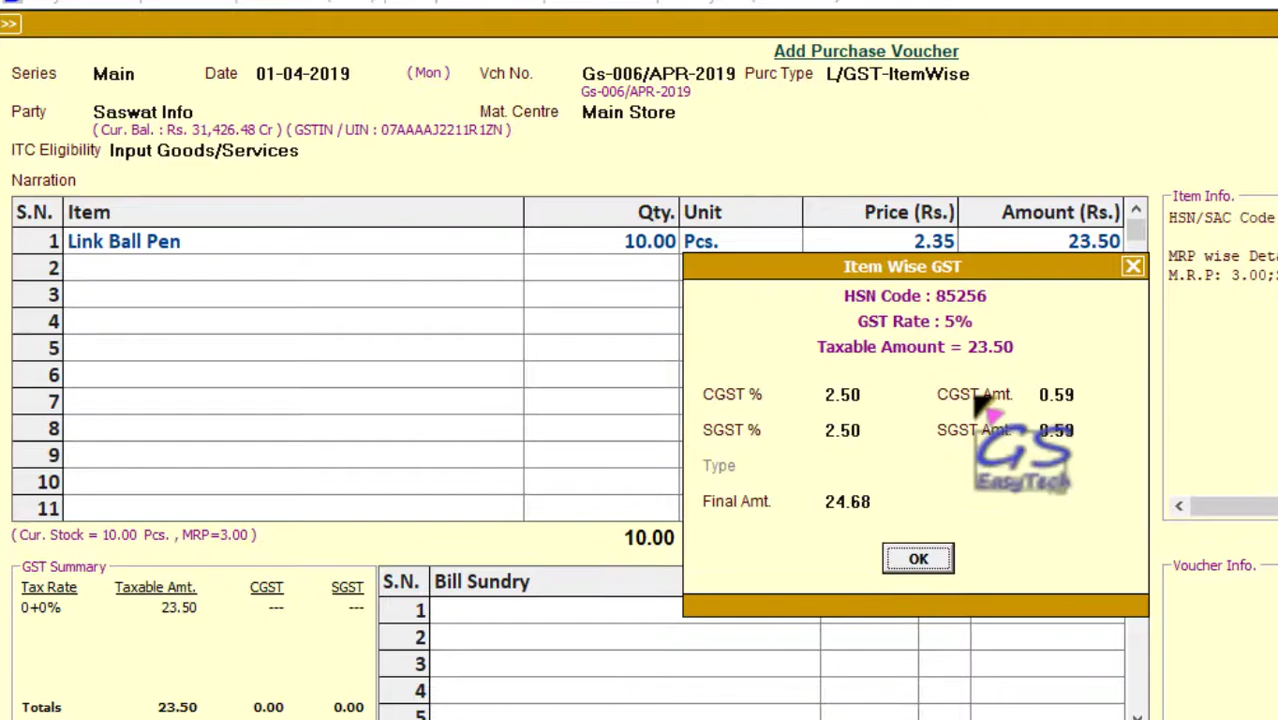 >>
Add Purchase Voucher
Series Main Date 01-04-2019 ( Mon ) Vch No. Gs-006/APR-2019 Purc Type L/GST-ItemWise
Gs-006/APR-2019
Party Saswat Info Mat. Centre Main Store
( Cur. Bal. : Rs. 31,426.48 Cr ) ( GSTIN / UIN : 07AAAAJ2211R1ZN )
ITC Eligibility Input Goods/Services
Narration
S.N. Item Qty. Unit Price (Rs.) Amount (Rs.)
1 Link Ball Pen 10.00 Pcs. 2.35 23.50
2
3
4
5
6
7
8
9
10
11
( Cur. Stock = 10.00 Pcs. , MRP=3.00 ) 10.00
Item Wise GST
HSN Code : 85256
GST Rate : 5%
Taxable Amount = 23.50
CGST % 2.50 CGST Amt. 0.59
SGST % 2.50 SGST Amt. 0.59
Type
Final Amt. 24.68
OK
GS
EasyTech
Item Info.
HSN/SAC Code
MRP wise Deta
M.R.P: 3.00;
GST Summary
Tax Rate Taxable Amt. CGST SGST
0+0% 23.50 --- ---
Totals 23.50 0.00 0.00
S.N. Bill Sundry
1
2
3
4
5
Voucher Info.